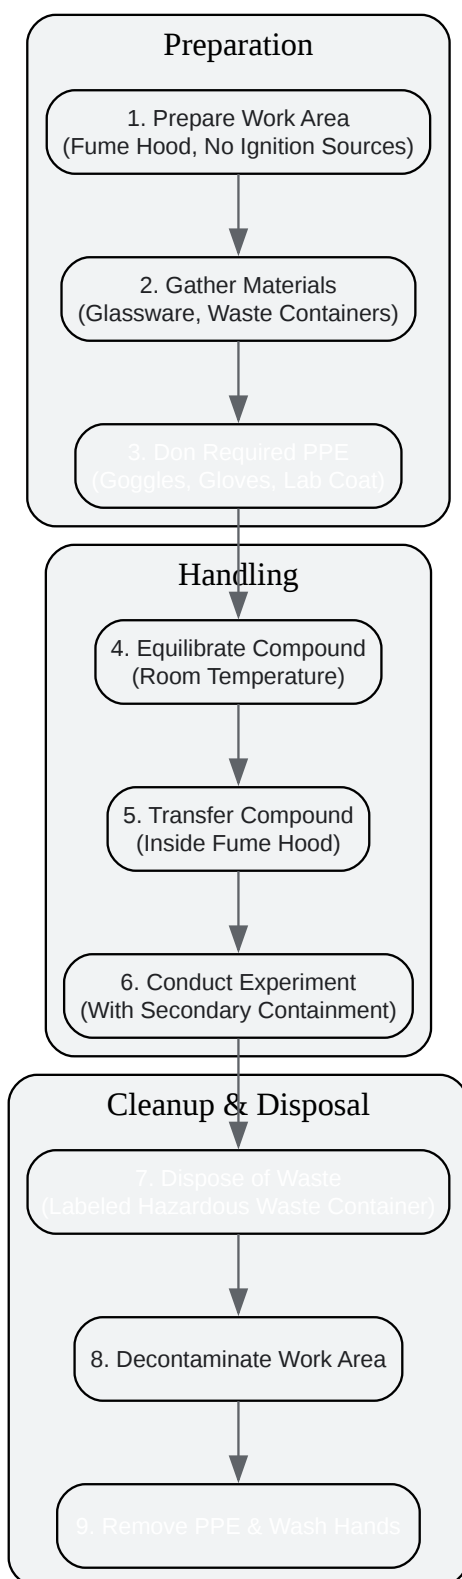 Preparation
1. Prepare Work Area
(Fume Hood, No Ignition Sources)
2. Gather Materials
(Glassware, Waste Containers)
3. Don Required PPE
(Goggles, Gloves, Lab Coat)
Handling
4. Equilibrate Compound
(Room Temperature)
5. Transfer Compound
(Inside Fume Hood)
6. Conduct Experiment
(With Secondary Containment)
Cleanup & Disposal
7. Dispose of Waste
(Labeled Hazardous Waste Container)
8. Decontaminate Work Area
9. Remove PPE & Wash Hands